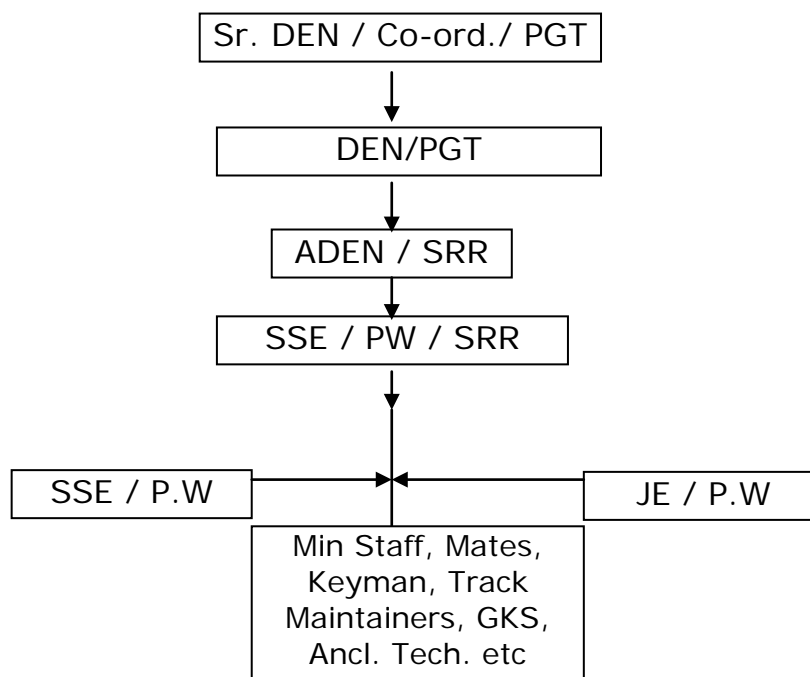 Sr. DEN / Co-ord./ PGT
DEN/PGT
ADEN / SRR
SSE / PW / SRR
SSE / P.W
JE / P.W
Min Staff, Mates,
Keyman, Track
Maintainers, GKS,
Ancl. Tech. etc